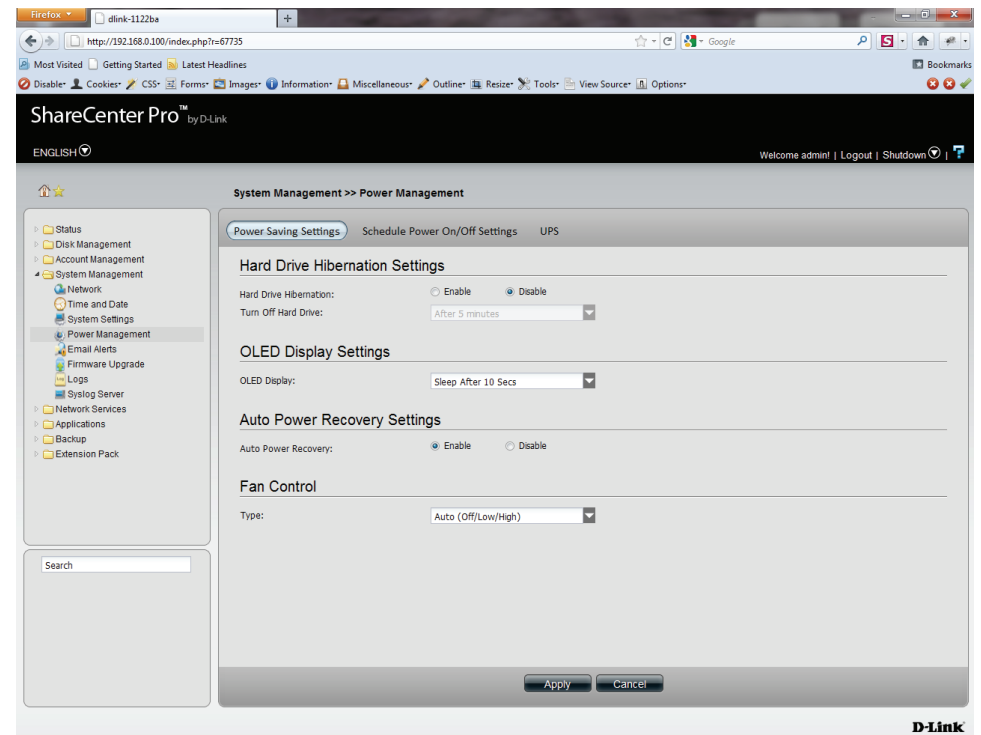 Firefox
dlink-1122ba
http://192.168.0.100/index.php?r=67735
Google
Most Visited Getting Started Latest Headlines
Bookmarks
Disable Cookies CSS Forms Images Information Miscellaneous Outline Resize Tools View Source Options
ShareCenter Pro™ by D-Link
ENGLISH
Welcome admin! | Logout | Shutdown | ?
System Management >> Power Management
Status
Disk Management
Account Management
System Management
Network
Time and Date
System Settings
Power Management
Email Alerts
Firmware Upgrade
Logs
Syslog Server
Network Services
Applications
Backup
Extension Pack
Search
Power Saving Settings Schedule Power On/Off Settings UPS
Hard Drive Hibernation Settings
Hard Drive Hibernation: Enable Disable
Turn Off Hard Drive: After 5 minutes
OLED Display Settings
OLED Display: Sleep After 10 Secs
Auto Power Recovery Settings
Auto Power Recovery: Enable Disable
Fan Control
Type: Auto (Off/Low/High)
Apply Cancel
D-Link